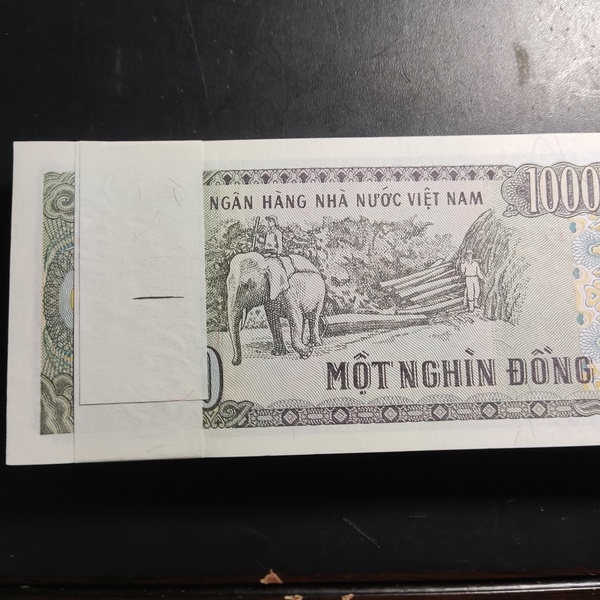 NGÂN HÀNG NHÀ NƯỚC VIỆT NAM
1000
MỘT NGHÌN ĐỒNG